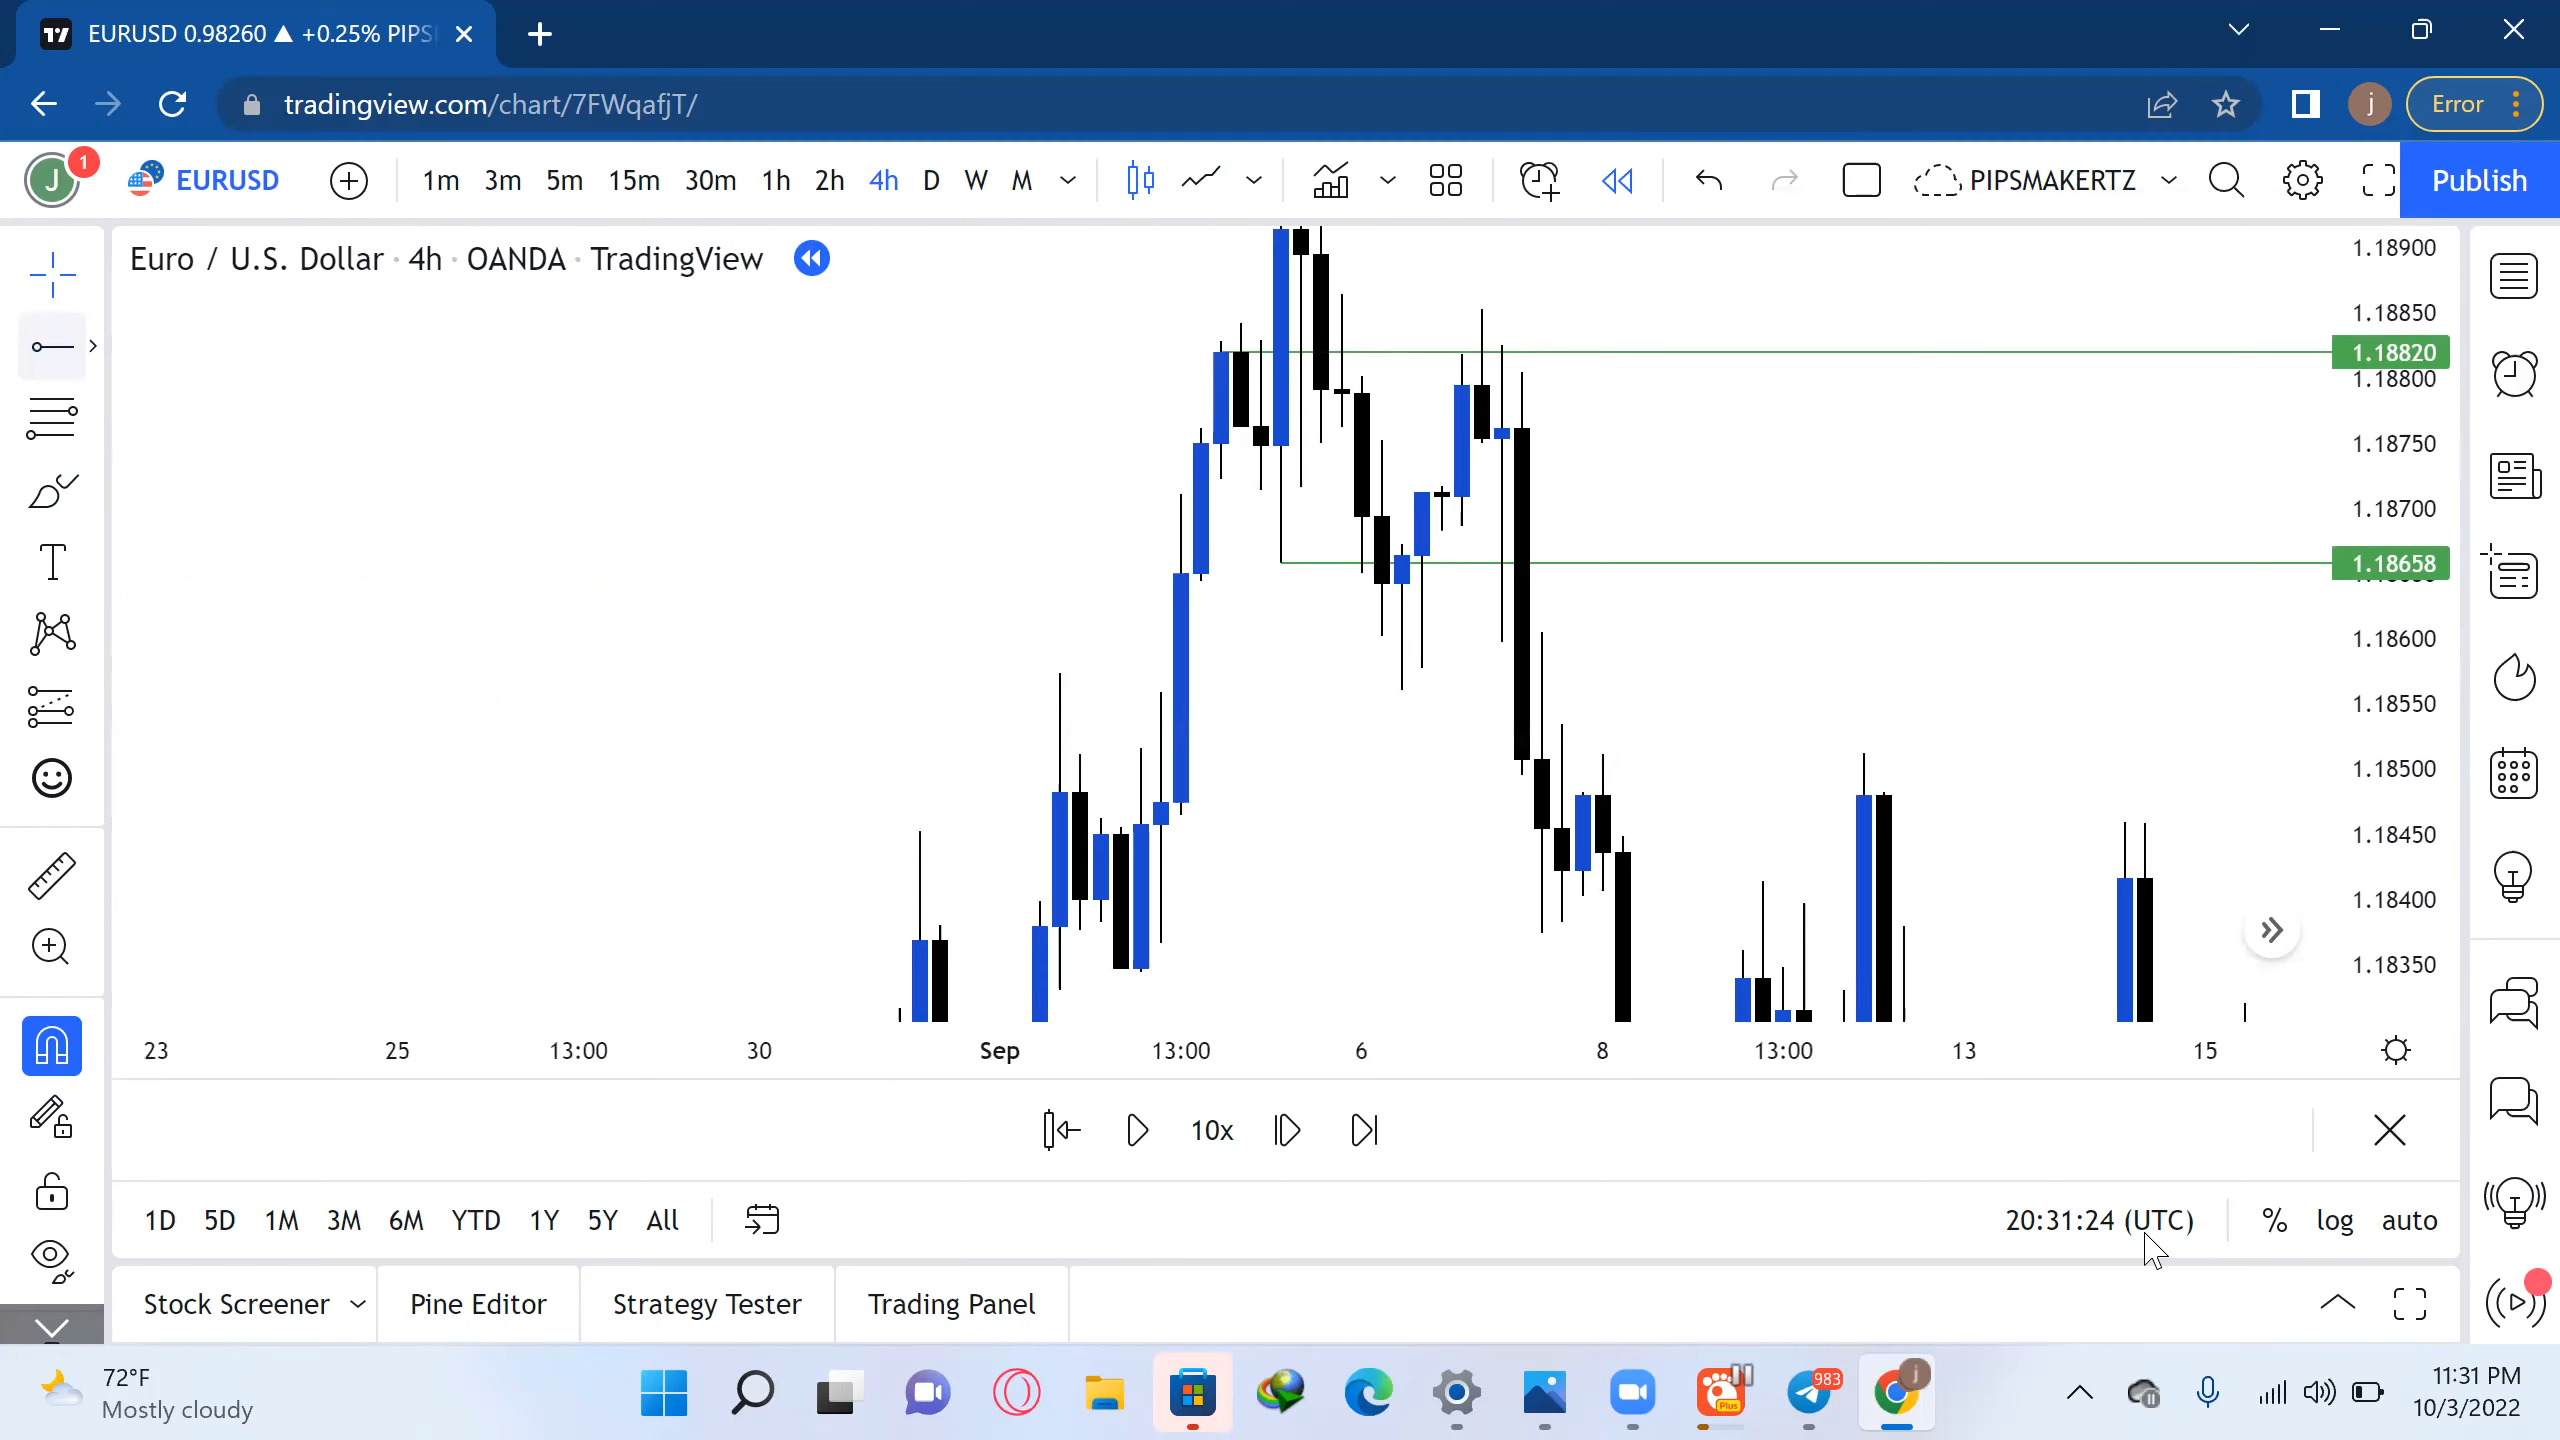 EURUSD 0.98260 ▲ +0.25% PIPS
tradingview.com/chart/7FWqafjT/
j
Error
J
1
EURUSD
1m 3m 5m 15m 30m 1h 2h 4h D W M
PIPSMAKERTZ
Publish
Euro / U.S. Dollar · 4h · OANDA · TradingView
1.18900
1.18850
1.18820
1.18800
1.18750
1.18700
1.18658
1.18600
1.18550
1.18500
1.18450
1.18400
1.18350
23 25 13:00 30 Sep 13:00 6 8 13:00 13 15
10x
1D 5D 1M 3M 6M YTD 1Y 5Y All
20:31:24 (UTC)
% log auto
Stock Screener Pine Editor Strategy Tester Trading Panel
72°F
Mostly cloudy
Plus
983
j
11:31 PM
10/3/2022